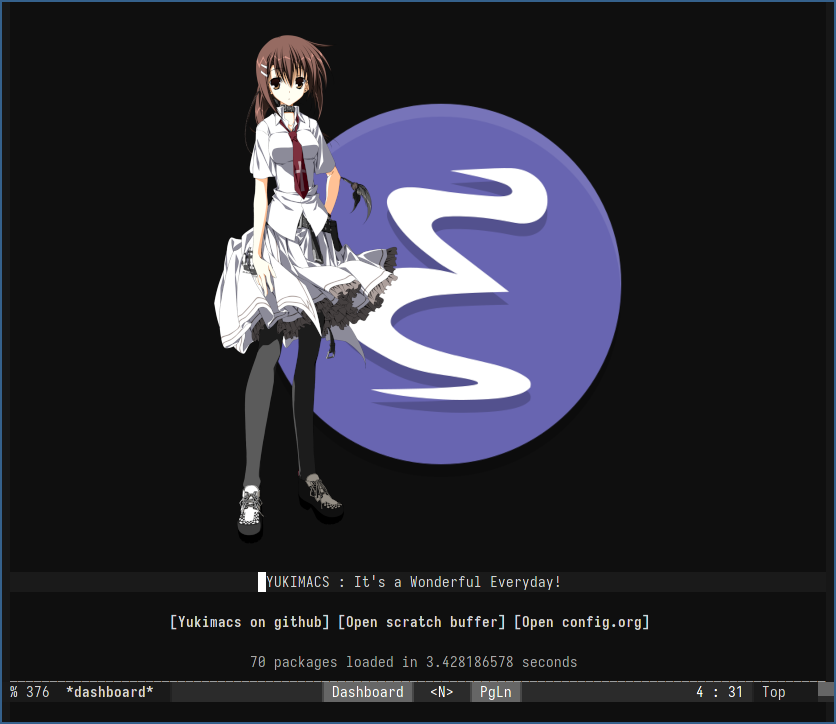 YUKIMACS : It's a Wonderful Everyday!
[Yukimacs on github] [Open scratch buffer] [Open config.org]
70 packages loaded in 3.428186578 seconds
% 376 *dashboard* Dashboard <N> PgLn 4 : 31 Top